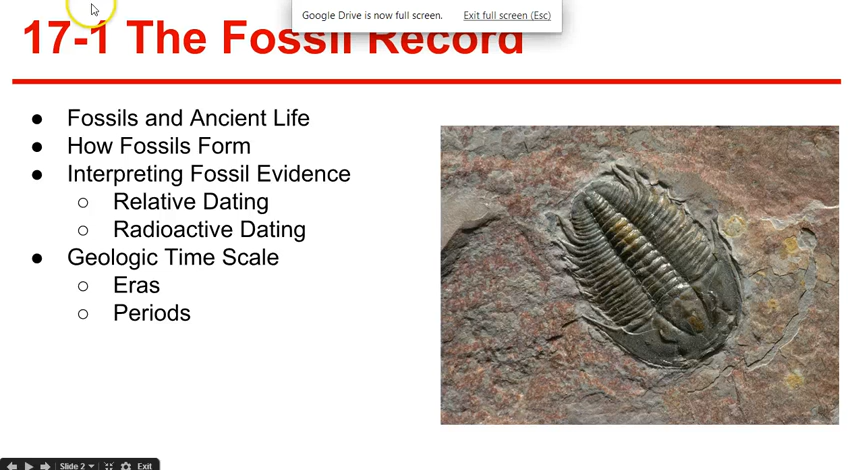 Google Drive is now full screen. Exit full screen (Esc)
17-1 The Fossil Record
● Fossils and Ancient Life
● How Fossils Form
● Interpreting Fossil Evidence
○ Relative Dating
○ Radioactive Dating
● Geologic Time Scale
○ Eras
○ Periods
Slide 2 Exit